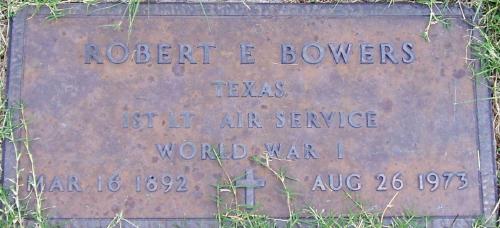 ROBERT E BOWERS
TEXAS
1ST LT AIR SERVICE
WORLD WAR I
MAR 16 1892 AUG 26 1973